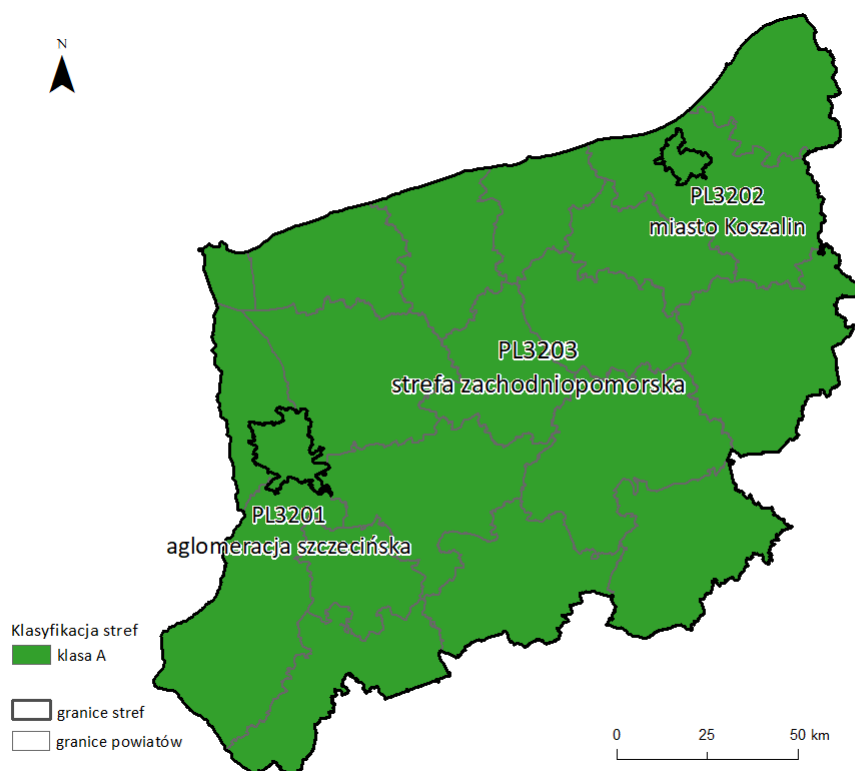 N
PL3202
miasto Koszalin
PL3203
strefa zachodniopomorska
PL3201
aglomeracja szczecińska
Klasyfikacja stref
klasa A
granice stref
granice powiatów
0 25 50 km